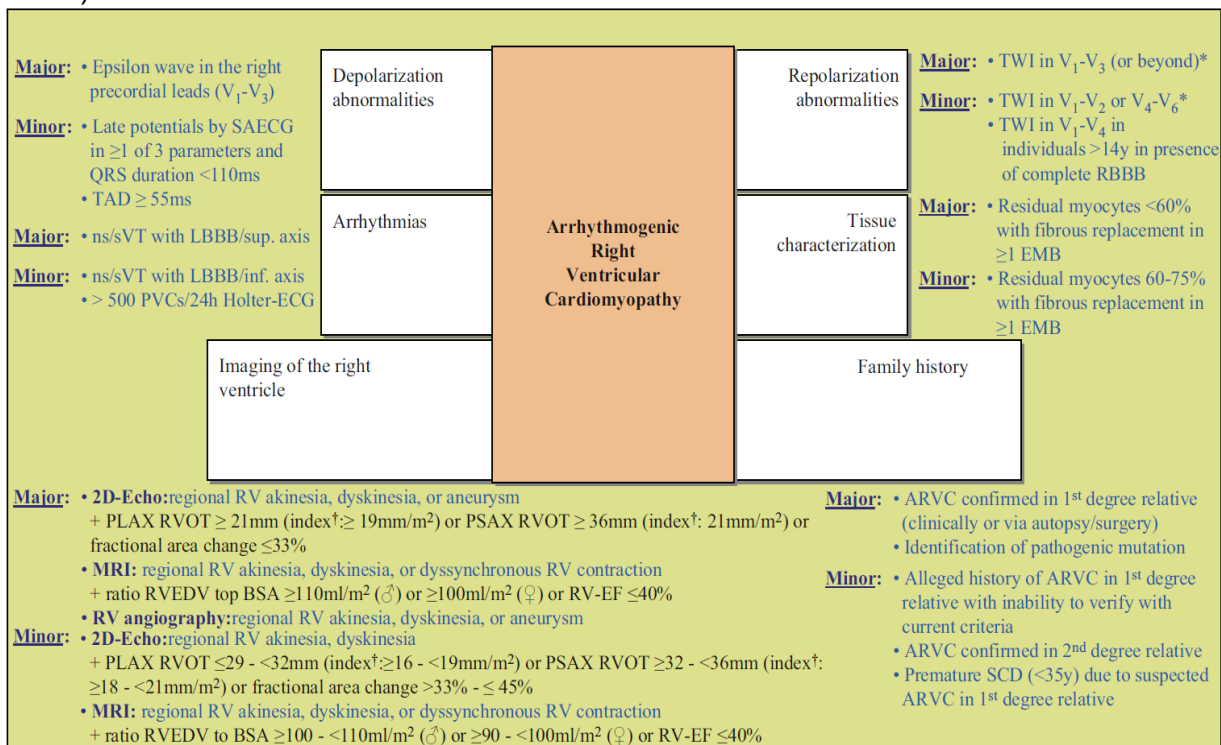 Major: • Epsilon wave in the right
precordial leads (V1-V3)
Minor: • Late potentials by SAECG
in ≥1 of 3 parameters and
QRS duration <110ms
• TAD ≥ 55ms
Depolarization
abnormalities
Major: • ns/sVT with LBBB/sup. axis
Minor: • ns/sVT with LBBB/inf. axis
• > 500 PVCs/24h Holter-ECG
Arrhythmias
Arrhythmogenic
Right
Ventricular
Cardiomyopathy
Repolarization
abnormalities
Major: • TWI in V1-V3 (or beyond)*
Minor: • TWI in V1-V2 or V4-V6*
• TWI in V1-V4 in
individuals >14y in presence
of complete RBBB
Tissue
characterization
Major: • Residual myocytes <60%
with fibrous replacement in
≥1 EMB
Minor: • Residual myocytes 60-75%
with fibrous replacement in
≥1 EMB
Imaging of the right
ventricle
Family history
Major: • 2D-Echo:regional RV akinesia, dyskinesia, or aneurysm
+ PLAX RVOT ≥ 21mm (index†:≥ 19mm/m²) or PSAX RVOT ≥ 36mm (index†: 21mm/m²) or
fractional area change ≤33%
• MRI: regional RV akinesia, dyskinesia, or dyssynchronous RV contraction
+ ratio RVEDV top BSA ≥110ml/m² (♂) or ≥100ml/m² (♀) or RV-EF ≤40%
• RV angiography:regional RV akinesia, dyskinesia, or aneurysm
Minor: • 2D-Echo:regional RV akinesia, dyskinesia
+ PLAX RVOT ≤29 - <32mm (index†:≥16 - <19mm/m²) or PSAX RVOT ≥32 - <36mm (index†:
≥18 - <21mm/m²) or fractional area change >33% - ≤ 45%
• MRI: regional RV akinesia, dyskinesia, or dyssynchronous RV contraction
+ ratio RVEDV to BSA ≥100 - <110ml/m² (♂) or ≥90 - <100ml/m² (♀) or RV-EF ≤40%
Major: • ARVC confirmed in 1st degree relative
(clinically or via autopsy/surgery)
• Identification of pathogenic mutation
Minor: • Alleged history of ARVC in 1st degree
relative with inability to verify with
current criteria
• ARVC confirmed in 2nd degree relative
• Premature SCD (<35y) due to suspected
ARVC in 1st degree relative